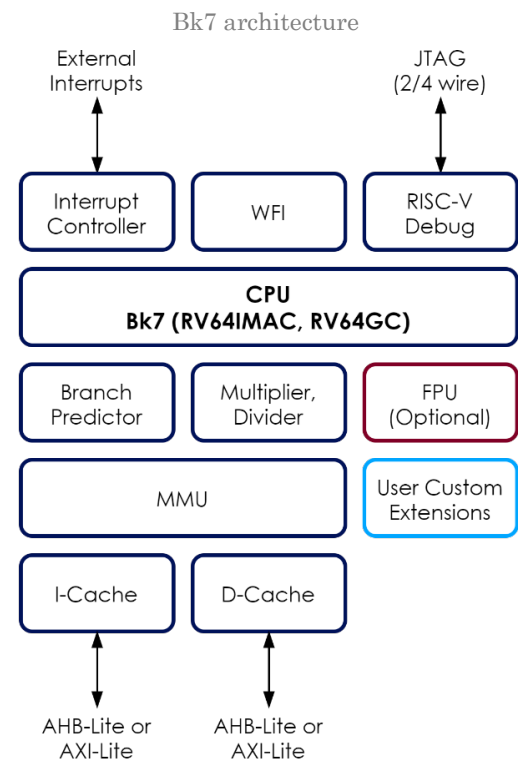 Bk7 architecture
External
Interrupts
JTAG
(2/4 wire)
Interrupt
Controller
WFI
RISC-V
Debug
CPU
Bk7 (RV64IMAC, RV64GC)
Branch
Predictor
Multiplier,
Divider
FPU
(Optional)
MMU
User Custom
Extensions
I-Cache
D-Cache
AHB-Lite or
AXI-Lite
AHB-Lite or
AXI-Lite